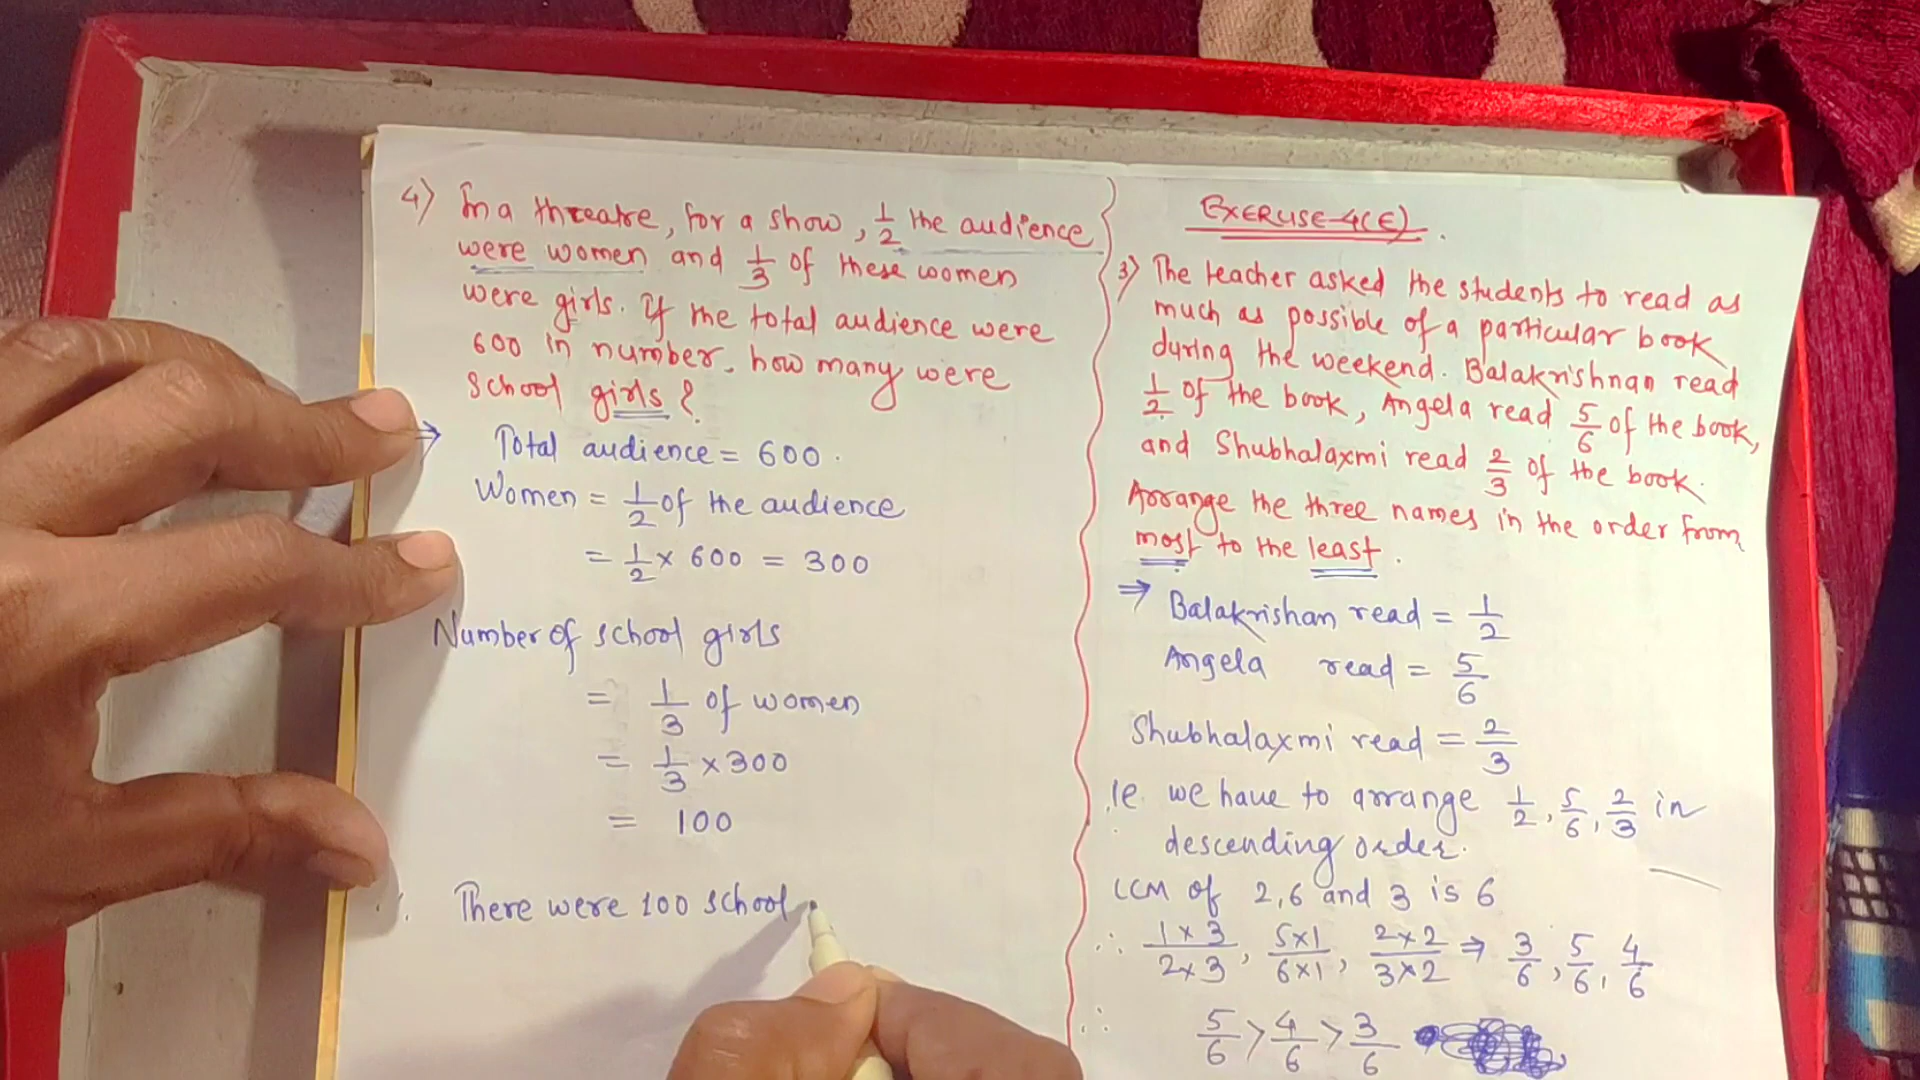 4) In a threatre, for a show, 1/2 the audience
were women and 1/3 of these women
were girls. If the total audience were
600 in number, how many were
school girls?
⇒ Total audience = 600.
Women = 1/2 of the audience
= 1/2 × 600 = 300
Number of school girls
= 1/3 of women
= 1/3 × 300
= 100
∴ There were 100 school
EXERCISE-4(E).
3) The teacher asked the students to read as
much as possible of a particular book
during the weekend. Balakrishnan read
1/2 of the book, Angela read 5/6 of the book,
and Shubhalaxmi read 2/3 of the book.
Arrange the three names in the order from
most to the least.
⇒ Balakrishan read = 1/2
Angela read = 5/6
Shubhalaxmi read = 2/3
ie. we have to arrange 1/2, 5/6, 2/3 in
descending order.
LCM of 2,6 and 3 is 6
∴ 1×3/2×3, 5×1/6×1, 2×2/3×2 ⇒ 3/6, 5/6, 4/6
∴ 5/6 > 4/6 > 3/6